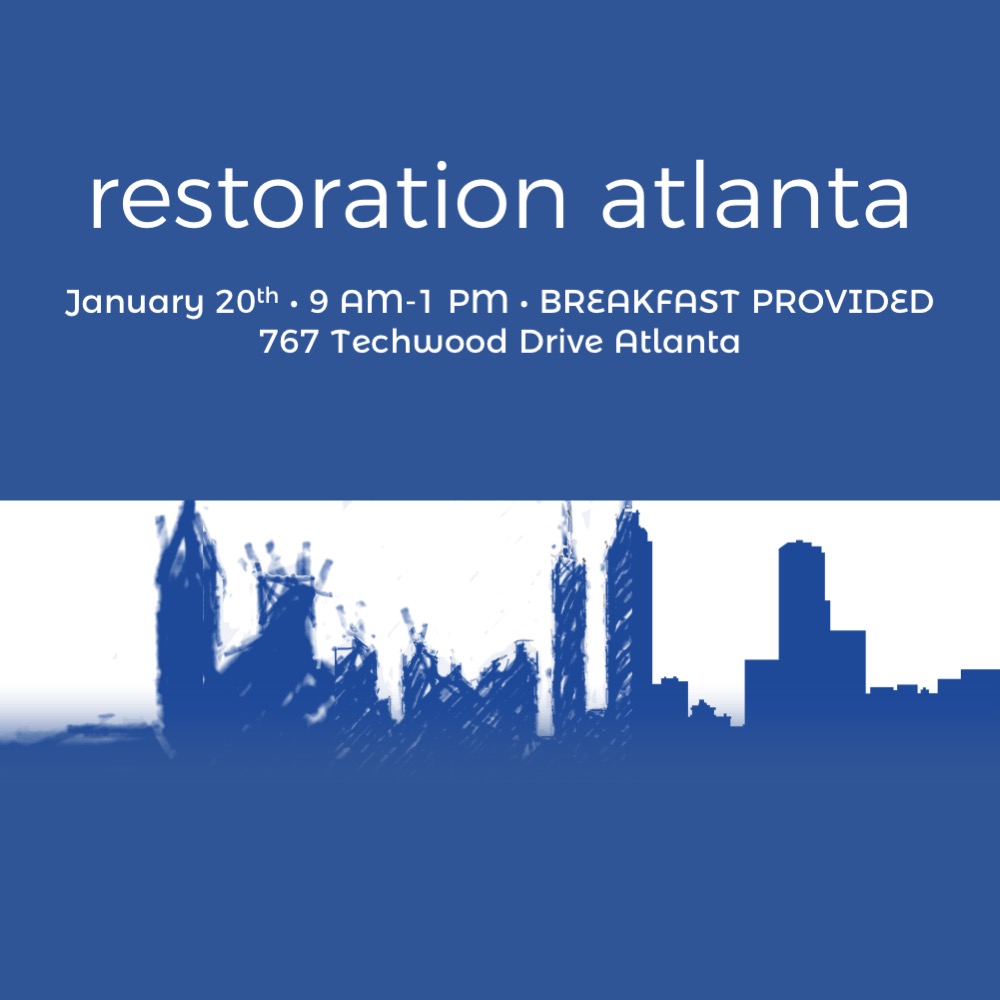 restoration atlanta
January 20th • 9 AM-1 PM • BREAKFAST PROVIDED
767 Techwood Drive Atlanta